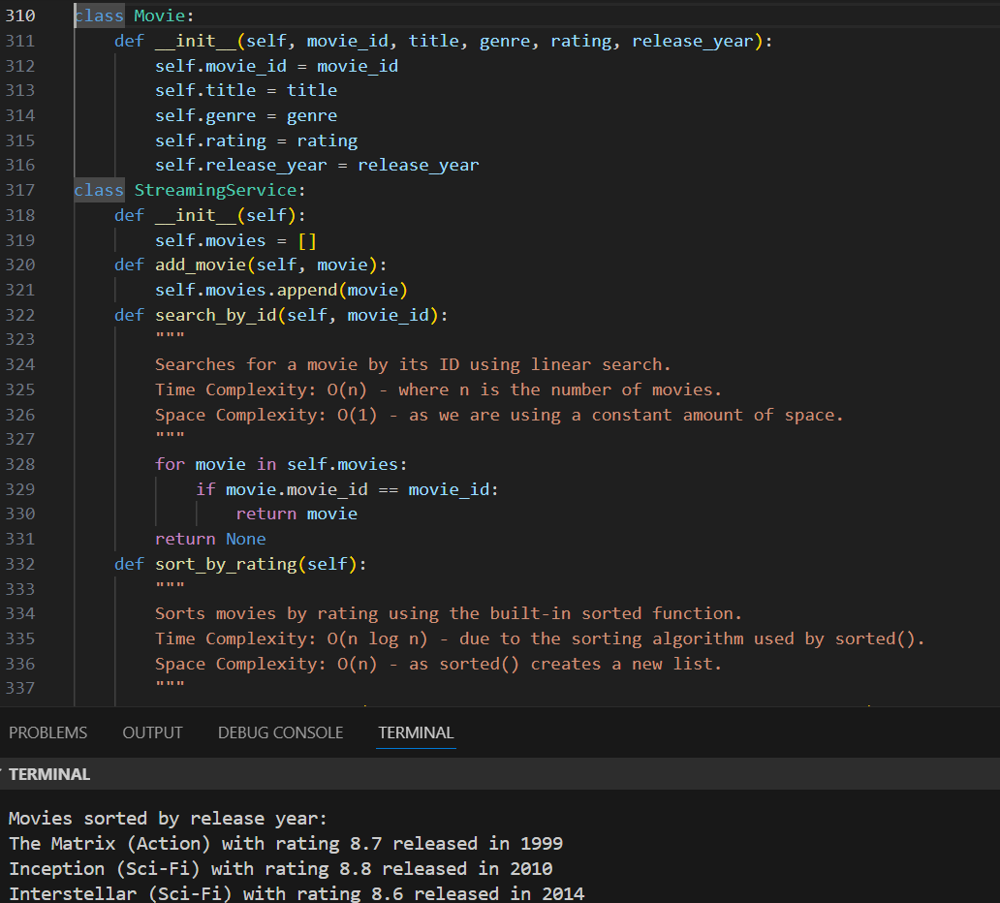 310 class Movie:
311 def __init__(self, movie_id, title, genre, rating, release_year):
312 self.movie_id = movie_id
313 self.title = title
314 self.genre = genre
315 self.rating = rating
316 self.release_year = release_year
317 class StreamingService:
318 def __init__(self):
319 self.movies = []
320 def add_movie(self, movie):
321 self.movies.append(movie)
322 def search_by_id(self, movie_id):
323 """
324 Searches for a movie by its ID using linear search.
325 Time Complexity: O(n) - where n is the number of movies.
326 Space Complexity: O(1) - as we are using a constant amount of space.
327 """
328 for movie in self.movies:
329 if movie.movie_id == movie_id:
330 return movie
331 return None
332 def sort_by_rating(self):
333 """
334 Sorts movies by rating using the built-in sorted function.
335 Time Complexity: O(n log n) - due to the sorting algorithm used by sorted().
336 Space Complexity: O(n) - as sorted() creates a new list.
337 """
PROBLEMS OUTPUT DEBUG CONSOLE TERMINAL
TERMINAL
Movies sorted by release year:
The Matrix (Action) with rating 8.7 released in 1999
Inception (Sci-Fi) with rating 8.8 released in 2010
Interstellar (Sci-Fi) with rating 8.6 released in 2014